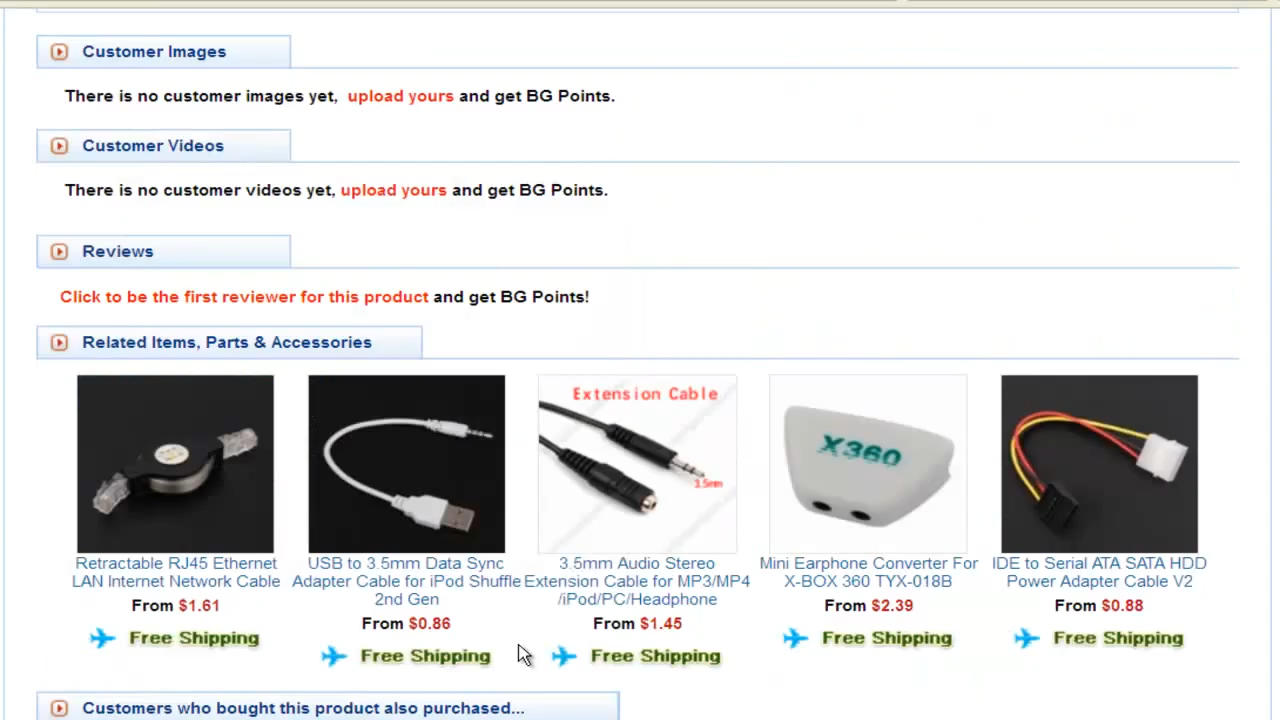 Customer Images
There is no customer images yet, upload yours and get BG Points.
Customer Videos
There is no customer videos yet, upload yours and get BG Points.
Reviews
Click to be the first reviewer for this product and get BG Points!
Related Items, Parts & Accessories
Extension Cable
3.5mm
X360
Retractable RJ45 Ethernet
LAN Internet Network Cable
From $1.61
Free Shipping
USB to 3.5mm Data Sync
Adapter Cable for iPod Shuffle
2nd Gen
From $0.86
Free Shipping
3.5mm Audio Stereo
Extension Cable for MP3/MP4
/iPod/PC/Headphone
From $1.45
Free Shipping
Mini Earphone Converter For
X-BOX 360 TYX-018B
From $2.39
Free Shipping
IDE to Serial ATA SATA HDD
Power Adapter Cable V2
From $0.88
Free Shipping
Customers who bought this product also purchased...